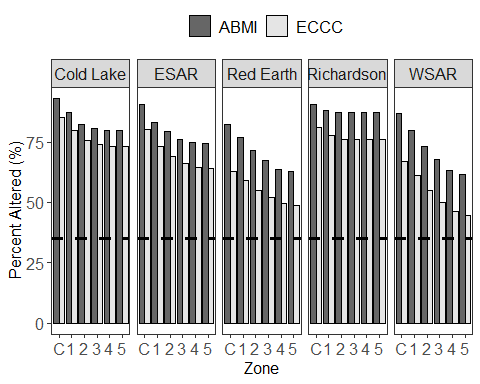 ABMI ECCC
Cold Lake ESAR Red Earth Richardson WSAR
Percent Altered (%)
75
50
25
0
C 1 2 3 4 5 C 1 2 3 4 5 C 1 2 3 4 5 C 1 2 3 4 5 C 1 2 3 4 5
Zone